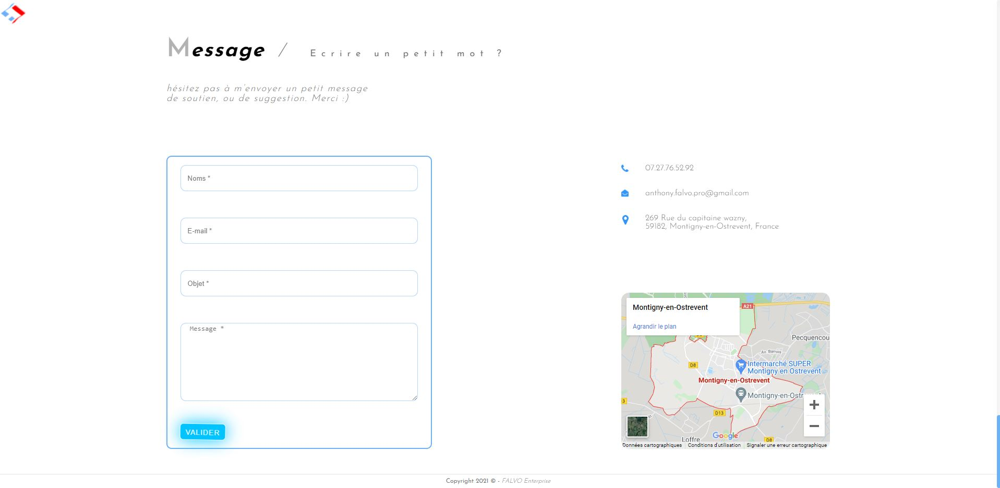 Message / Ecrire un petit mot ?
hésitez pas à m'envoyer un petit message
de soutien, ou de suggestion. Merci :)
Noms *
E-mail *
Objet *
Message *
VALIDER
07.27.76.52.92
anthony.falvo.pro@gmail.com
269 Rue du capitaine wazny,
59182, Montigny-en-Ostrevent, France
Montigny-en-Ostrevent
Agrandir le plan
A21
Pecquencou
Av. Barrois
D8
Intermarché SUPER
Montigny en Ostrevent
Montigny-en-Ostrevent
Montigny-en-Ostr
3
D13
Loffre
Google
D8
Données cartographiques
Conditions d'utilisation
Signaler une erreur cartographique
Copyright 2021 © - FALVO Enterprise